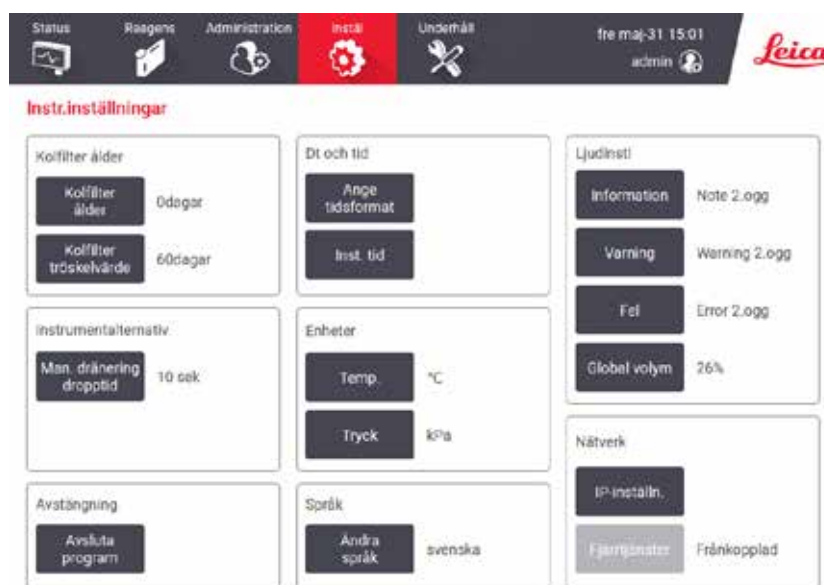 Status
Reagens
Administration
Inställ
Underhåll
fre maj-31 15:01
admin
Leica
Instr.inställningar
Kolfilter ålder
Kolfilter
ålder
0dagar
Kolfilter
tröskelvärde
60dagar
Instrumentalternativ
Man. dränering
dropptid
10 sek
Avstängning
Avsluta
program
Dt och tid
Ange
tidsformat
Inst. tid
Enheter
Temp.
°C
Tryck
kPa
Språk
Ändra
språk
svenska
Ljudinstl
Information
Note 2.ogg
Varning
Warning 2.ogg
Fel
Error 2.ogg
Global volym
26%
Nätverk
IP-inställn.
Fjärrtjänster
Frånkopplad